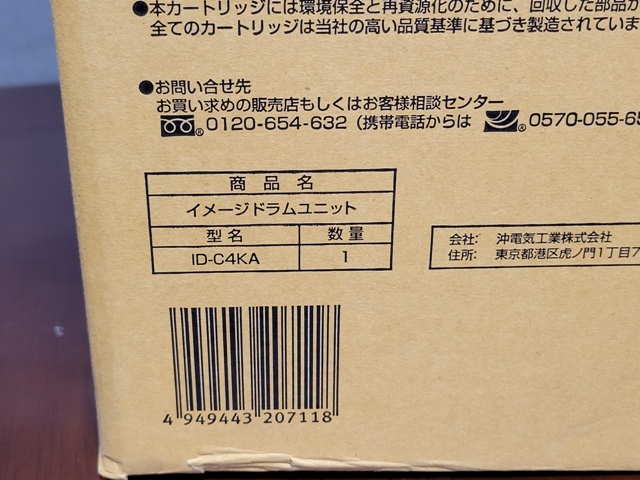 ●本カートリッジには環境保全と再資源化のために、回収した部品が
全てのカートリッジは当社の高い品質基準に基づき製造されていま
●お問い合せ先
お買い求めの販売店もしくはお客様相談センター
® 0120-654-632 (携帯電話からは ® 0570-055-65
商品名
イメージドラムユニット
型名 数量
ID-C4KA 1
会社: 沖電気工業株式会社
住所: 東京都港区虎ノ門1丁目7
4 949443 207118